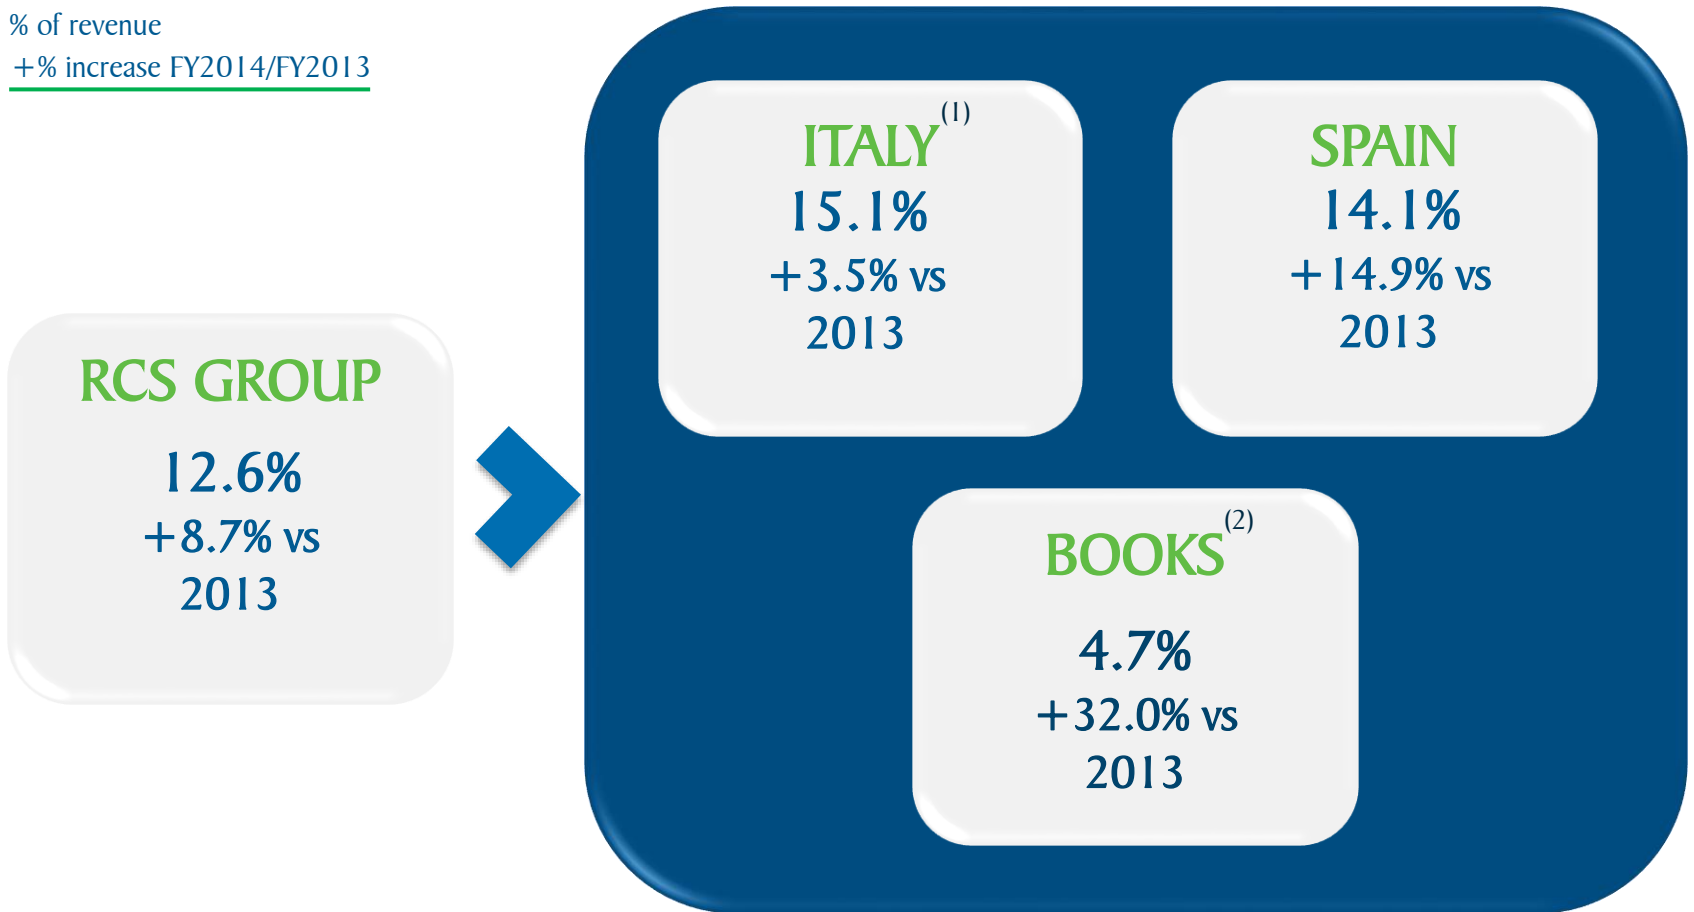 % of revenue
+% increase FY2014/FY2013
RCS GROUP
12.6%
+8.7% vs
2013
ITALY(1)
15.1%
+3.5% vs
2013
SPAIN
14.1%
+14.9% vs
2013
BOOKS(2)
4.7%
+32.0% vs
2013